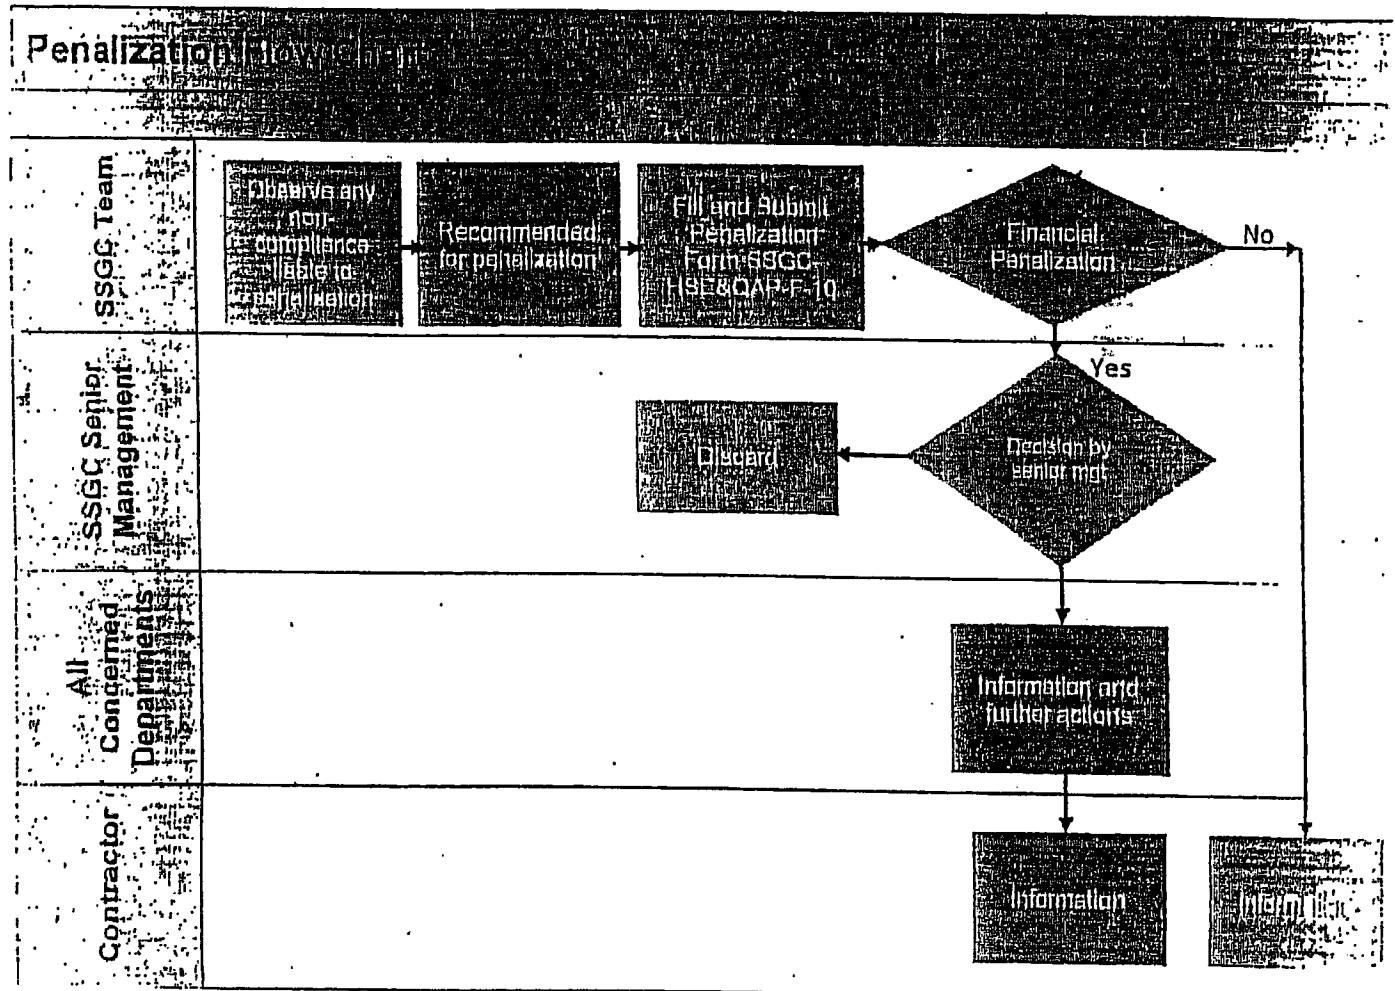 Penalization Flow Chart
SSGC Team
Observe any
non-
compliance
liable to
penalization
Recommended
for penalization
Fill and Submit
Penalization
Form SSGC-
HSE&QAP-F-10
Financial
Penalization
No
Yes
SSGC Senior
Management
Discard
Decision by
senior mgt
All
Concerned
Departments
Information and
further actions
Contractor
Information